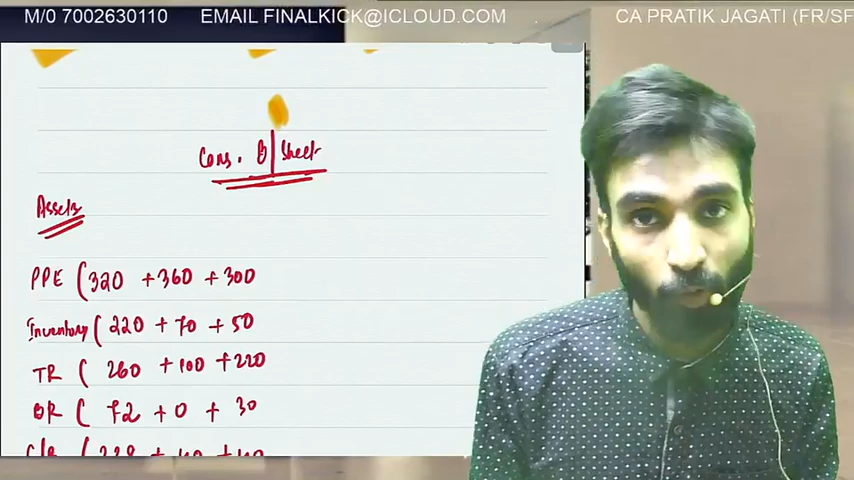 M/0 7002630110 EMAIL FINALKICK@ICLOUD.COM CA PRATIK JAGATI (FR/SF
Cons. B/Sheet
Assets
PPE (320 +360 +300
Inventory (220 +70 +50
TR ( 260 +100 +220
BR ( 72 +0 + 30